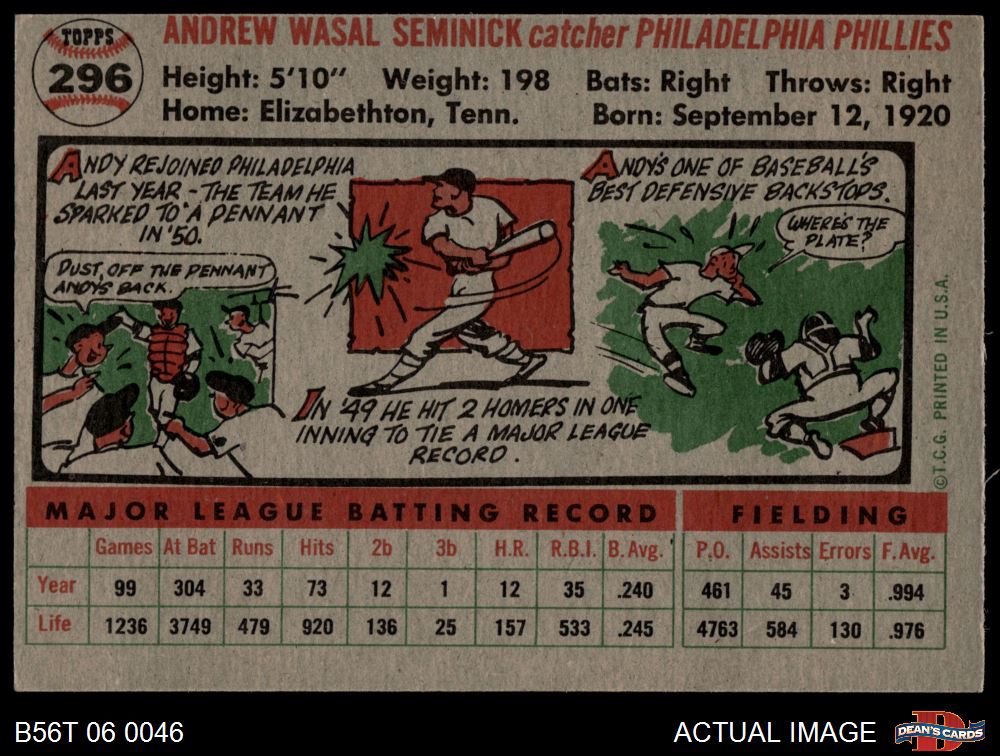 TOPPS
296
ANDREW WASAL SEMINICK catcher PHILADELPHIA PHILLIES
Height: 5'10" Weight: 198 Bats: Right Throws: Right
Home: Elizabethton, Tenn. Born: September 12, 1920
ANDY REJOINED PHILADELPHIA
LAST YEAR - THE TEAM HE
SPARKED TO A PENNANT
IN '50.
DUST OFF THE PENNANT
ANDY'S BACK.
IN '49 HE HIT 2 HOMERS IN ONE
INNING TO TIE A MAJOR LEAGUE
RECORD.
ANDY'S ONE OF BASEBALL'S
BEST DEFENSIVE BACKSTOPS.
WHERE'S THE
PLATE?
©T.C.G. PRINTED IN U.S.A.
MAJOR LEAGUE BATTING RECORD FIELDING
Games At Bat Runs Hits 2b 3b H.R. R.B.I. B.Avg. P.O. Assists Errors F.Avg.
Year 99 304 33 73 12 1 12 35 .240 461 45 3 .994
Life 1236 3749 479 920 136 25 157 533 .245 4763 584 130 .976
B56T 06 0046 ACTUAL IMAGE
DEAN'S CARDS